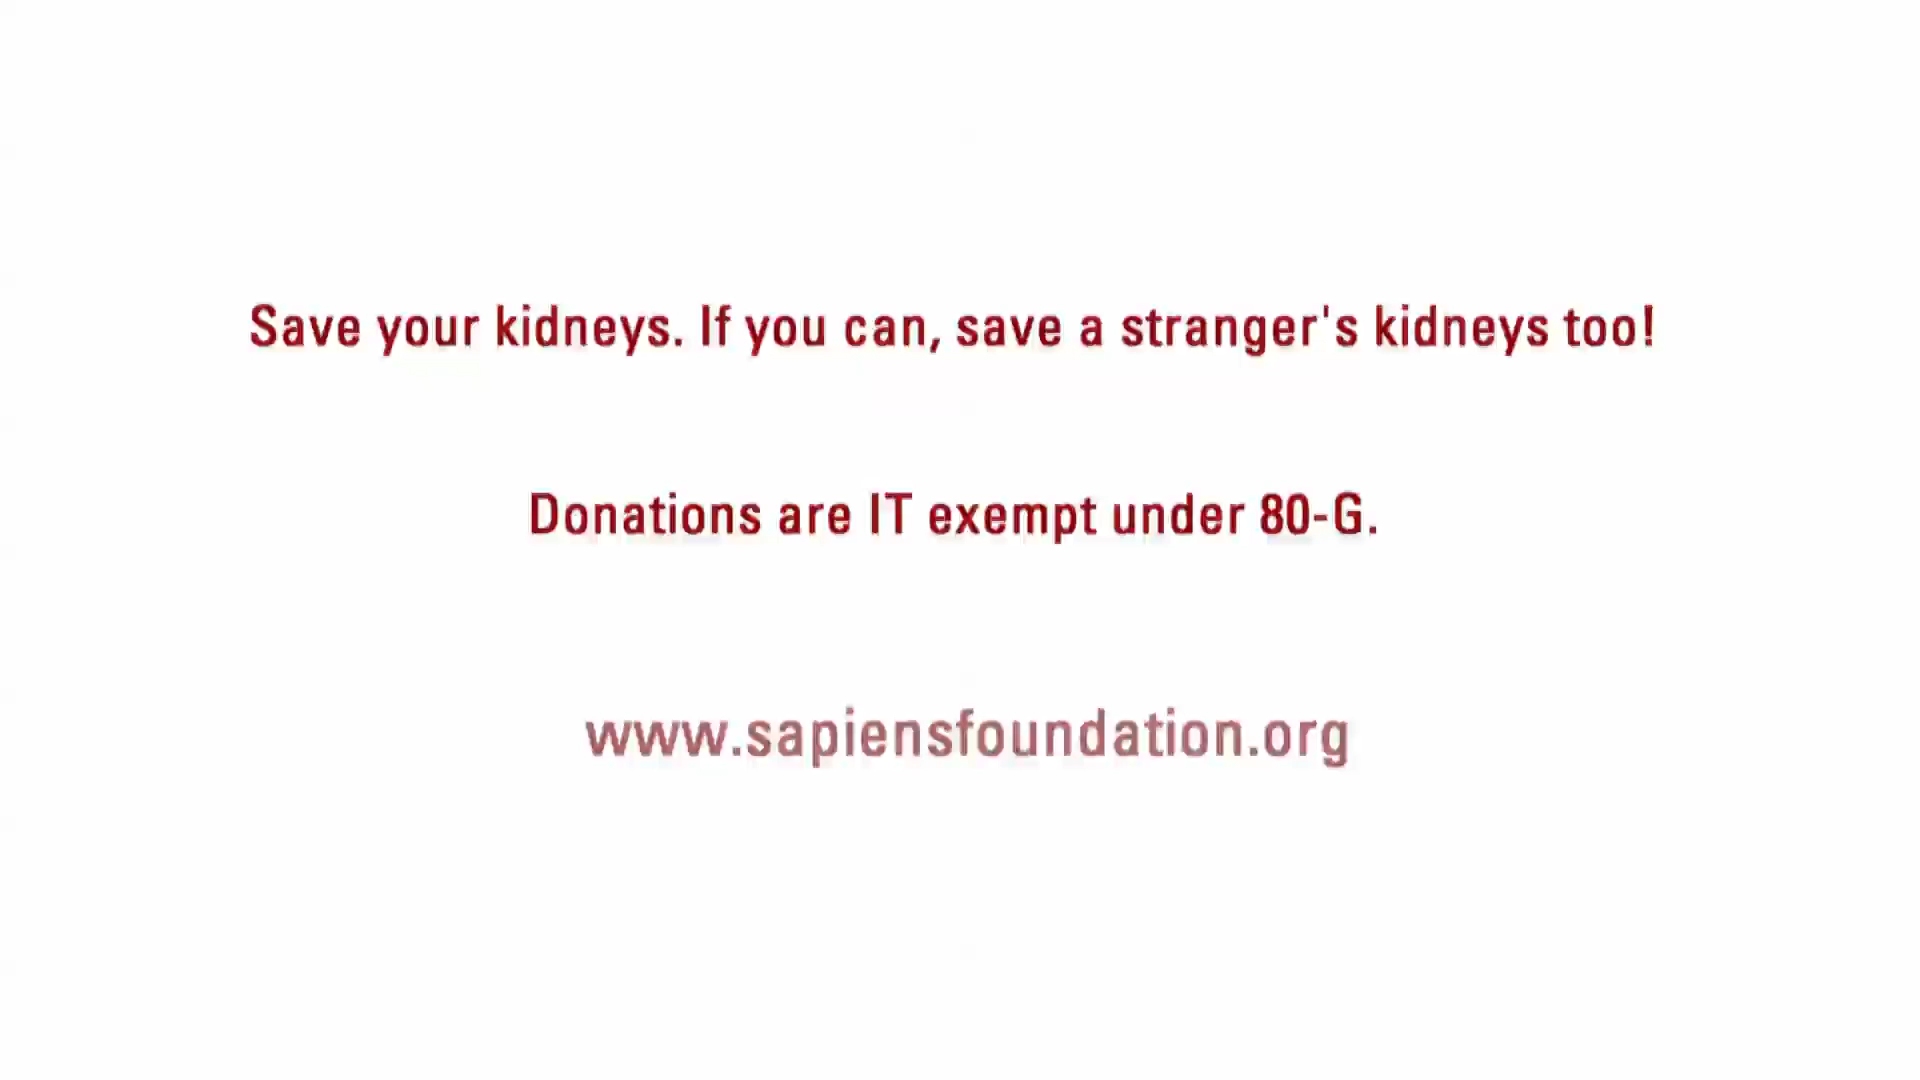 Save your kidneys. If you can, save a stranger's kidneys too!
Donations are IT exempt under 80-G.
www.sapiensfoundation.org